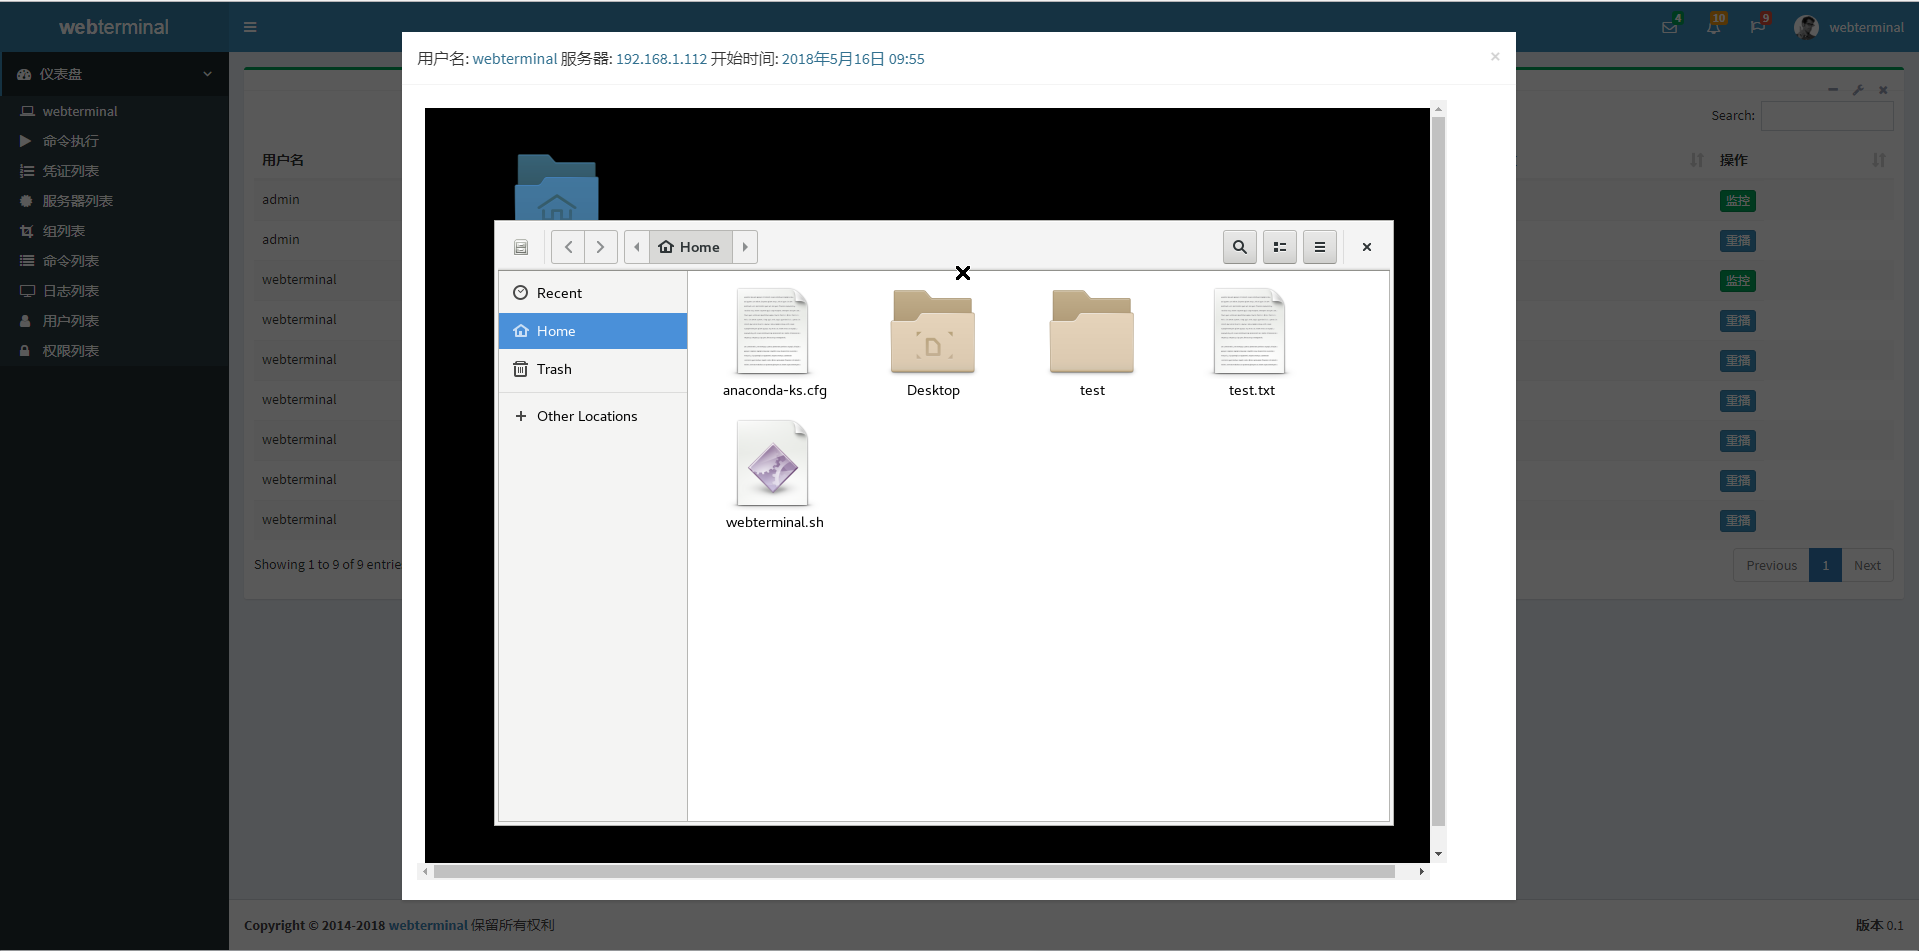 webterminal
4
10
9
webterminal
用户名: webterminal 服务器: 192.168.1.112 开始时间: 2018年5月16日 09:55
×
仪表盘
webterminal
命令执行
凭证列表
服务器列表
组列表
命令列表
日志列表
用户列表
权限列表
Search:
用户名
操作
admin
监控
admin
重播
webterminal
监控
webterminal
重播
webterminal
重播
webterminal
重播
webterminal
重播
webterminal
重播
webterminal
重播
Showing 1 to 9 of 9 entrie
Previous
1
Next
Home
Recent
Home
Trash
Other Locations
anaconda-ks.cfg
Desktop
test
test.txt
webterminal.sh
Copyright © 2014-2018 webterminal 保留所有权利
版本 0.1